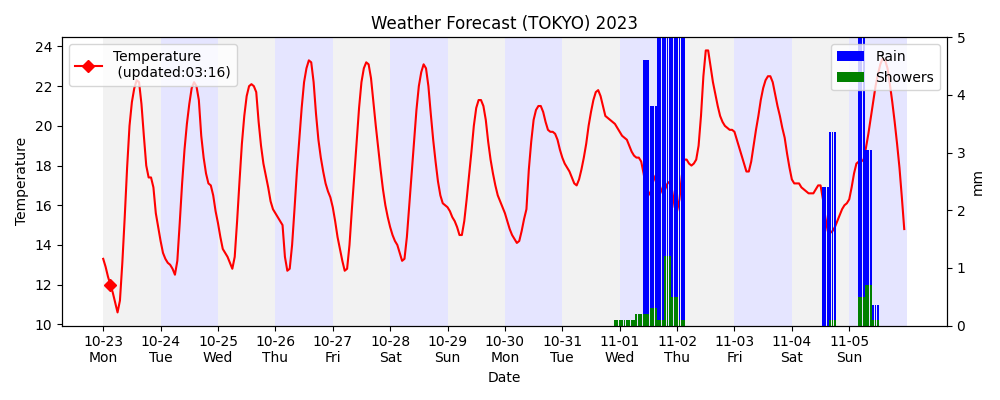 Weather Forecast (TOKYO) 2023
Temperature
(updated:03:16)
Rain
Showers
24
22
20
18
16
14
12
10
Temperature
5
4
3
2
1
0
mm
10-23 10-24 10-25 10-26 10-27 10-28 10-29 10-30 10-31 11-01 11-02 11-03 11-04 11-05
Mon Tue Wed Thu Fri Sat Sun Mon Tue Wed Thu Fri Sat Sun
Date